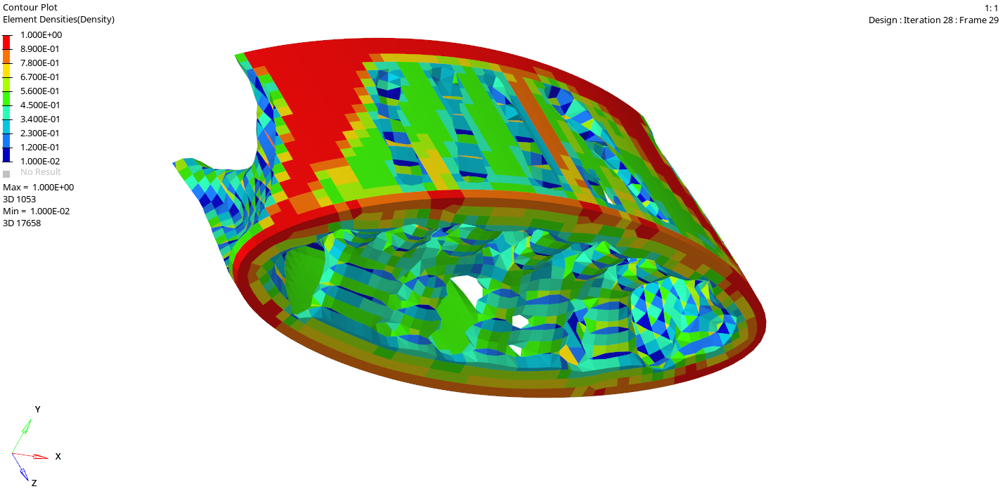 Contour Plot
Element Densities(Density)
1.000E+00
8.900E-01
7.800E-01
6.700E-01
5.600E-01
4.500E-01
3.400E-01
2.300E-01
1.200E-01
1.000E-02
No Result
Max = 1.000E+00
3D 1053
Min = 1.000E-02
3D 17658
1: 1
Design : Iteration 28 : Frame 29
Y
X
Z